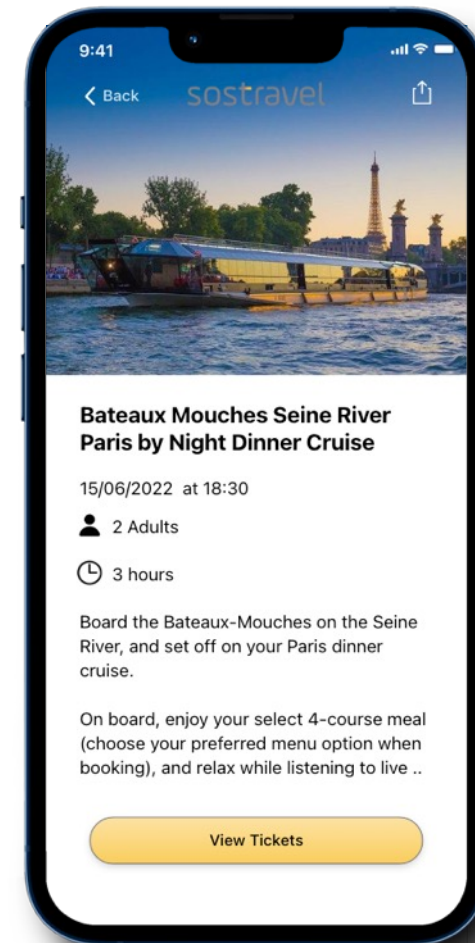 9:41
Back
sostravel
Bateaux Mouches Seine River
Paris by Night Dinner Cruise
15/06/2022 at 18:30
2 Adults
3 hours
Board the Bateaux-Mouches on the Seine
River, and set off on your Paris dinner
cruise.
On board, enjoy your select 4-course meal
(choose your preferred menu option when
booking), and relax while listening to live ..
View Tickets